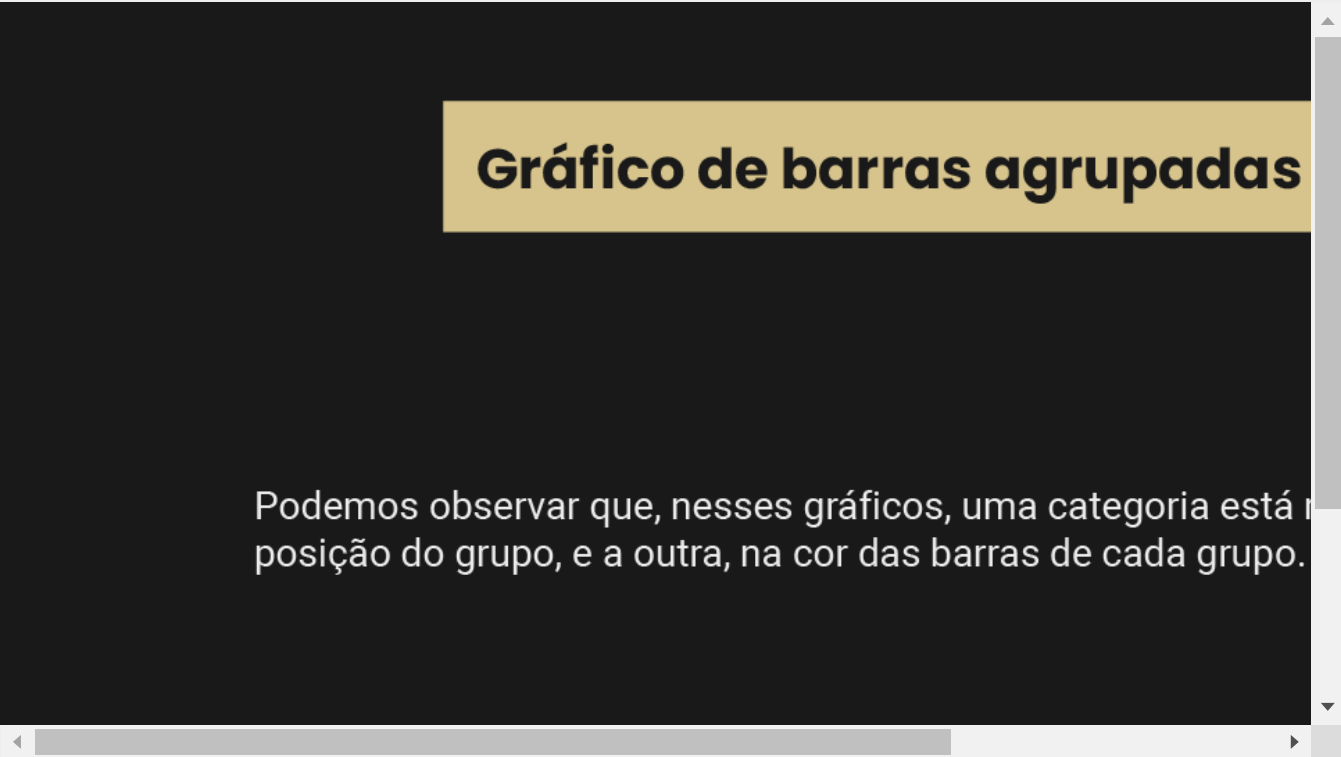 Gráfico de barras agrupadas
Podemos observar que, nesses gráficos, uma categoria está
posição do grupo, e a outra, na cor das barras de cada grupo.